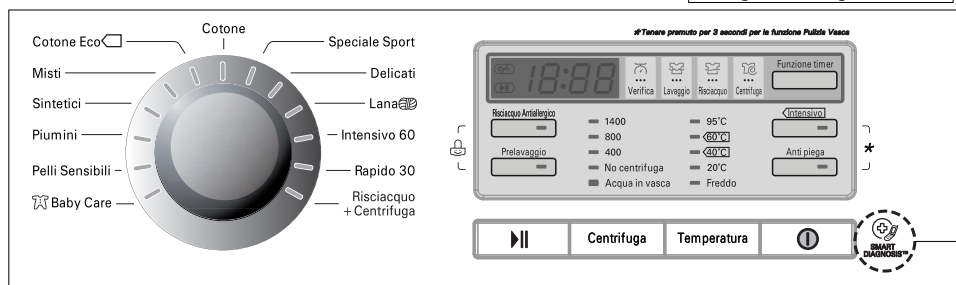 Cotone
Cotone Eco
Speciale Sport
Misti
Delicati
Sintetici
Lana
Piumini
Intensivo 60
Pelli Sensibili
Rapido 30
Baby Care
Risciacquo
+ Centrifuga
*Tenere premuto per 3 secondi per la funzione Pulizia Vasca
18:88
Verifica
Lavaggio
Risciacquo
Centrifuga
Funzione timer
Risciacquo Antiallergico
Prelavaggio
1400
800
400
No centrifuga
Acqua in vasca
95°C
60°C
40°C
20°C
Freddo
Intensivo
Anti piega
*
Centrifuga
Temperatura
SMART
DIAGNOSIS™